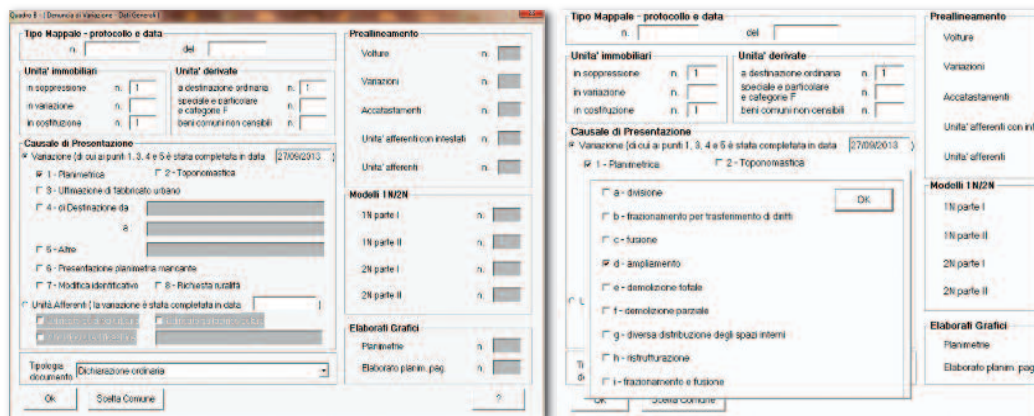 Quadro B - ( Denuncia di Variazione - Dati Generali )
Tipo Mappale - protocollo e data
n.
del
Unita' immobiliari
in soppressione n. 1
in variazione n.
in costituzione n. 1
Unita' derivate
a destinazione ordinaria n. 1
speciale e particolare
e categorie F n.
beni comuni non censibili n.
Causale di Presentazione
Variazione (di cui ai punti 1, 3, 4 e 5 è stata completata in data 27/09/2013 )
1 - Planimetrica
2 - Toponomastica
3 - Ultimazione di fabbricato urbano
4 - di Destinazione da
a
5 - Altre
6 - Presentazione planimetria mancante
7 - Modifica identificativo
8 - Richiesta ruralità
Unità Afferenti ( la variazione è stata completata in data )
Tipologia
documento
Dichiarazione ordinaria
Ok
Scelta Comune
Preallineamento
Volture n.
Variazioni n.
Accatastamenti n.
Unita' afferenti con intestati n.
Unita' afferenti n.
Modelli 1N/2N
1N parte I n.
1N parte II n.
2N parte I n.
2N parte II n.
Elaborati Grafici
Planimetrie n.
Elaborato planim. pag. n.
?
Tipo Mappale - protocollo e data
n.
del
Unita' immobiliari
in soppressione n. 1
in variazione n.
in costituzione n. 1
Unita' derivate
a destinazione ordinaria n. 1
speciale e particolare
e categorie F n.
beni comuni non censibili n.
Causale di Presentazione
Variazione (di cui ai punti 1, 3, 4 e 5 è stata completata in data 27/09/2013 )
1 - Planimetrica
2 - Toponomastica
a - divisione
OK
b - frazionamento per trasferimento di diritti
c - fusione
d - ampliamento
e - demolizione totale
f - demolizione parziale
g - diversa distribuzione degli spazi interni
h - ristrutturazione
i - frazionamento e fusione
U
Ti
de
OK
Scelta Comune
Preallineamento
Volture
Variazioni
Accatastamenti
Unita' afferenti con int
Unita' afferenti
Modelli 1N/2N
1N parte I
1N parte II
2N parte I
2N parte II
Elaborati Grafici
Planimetrie
Elaborato planim. pag